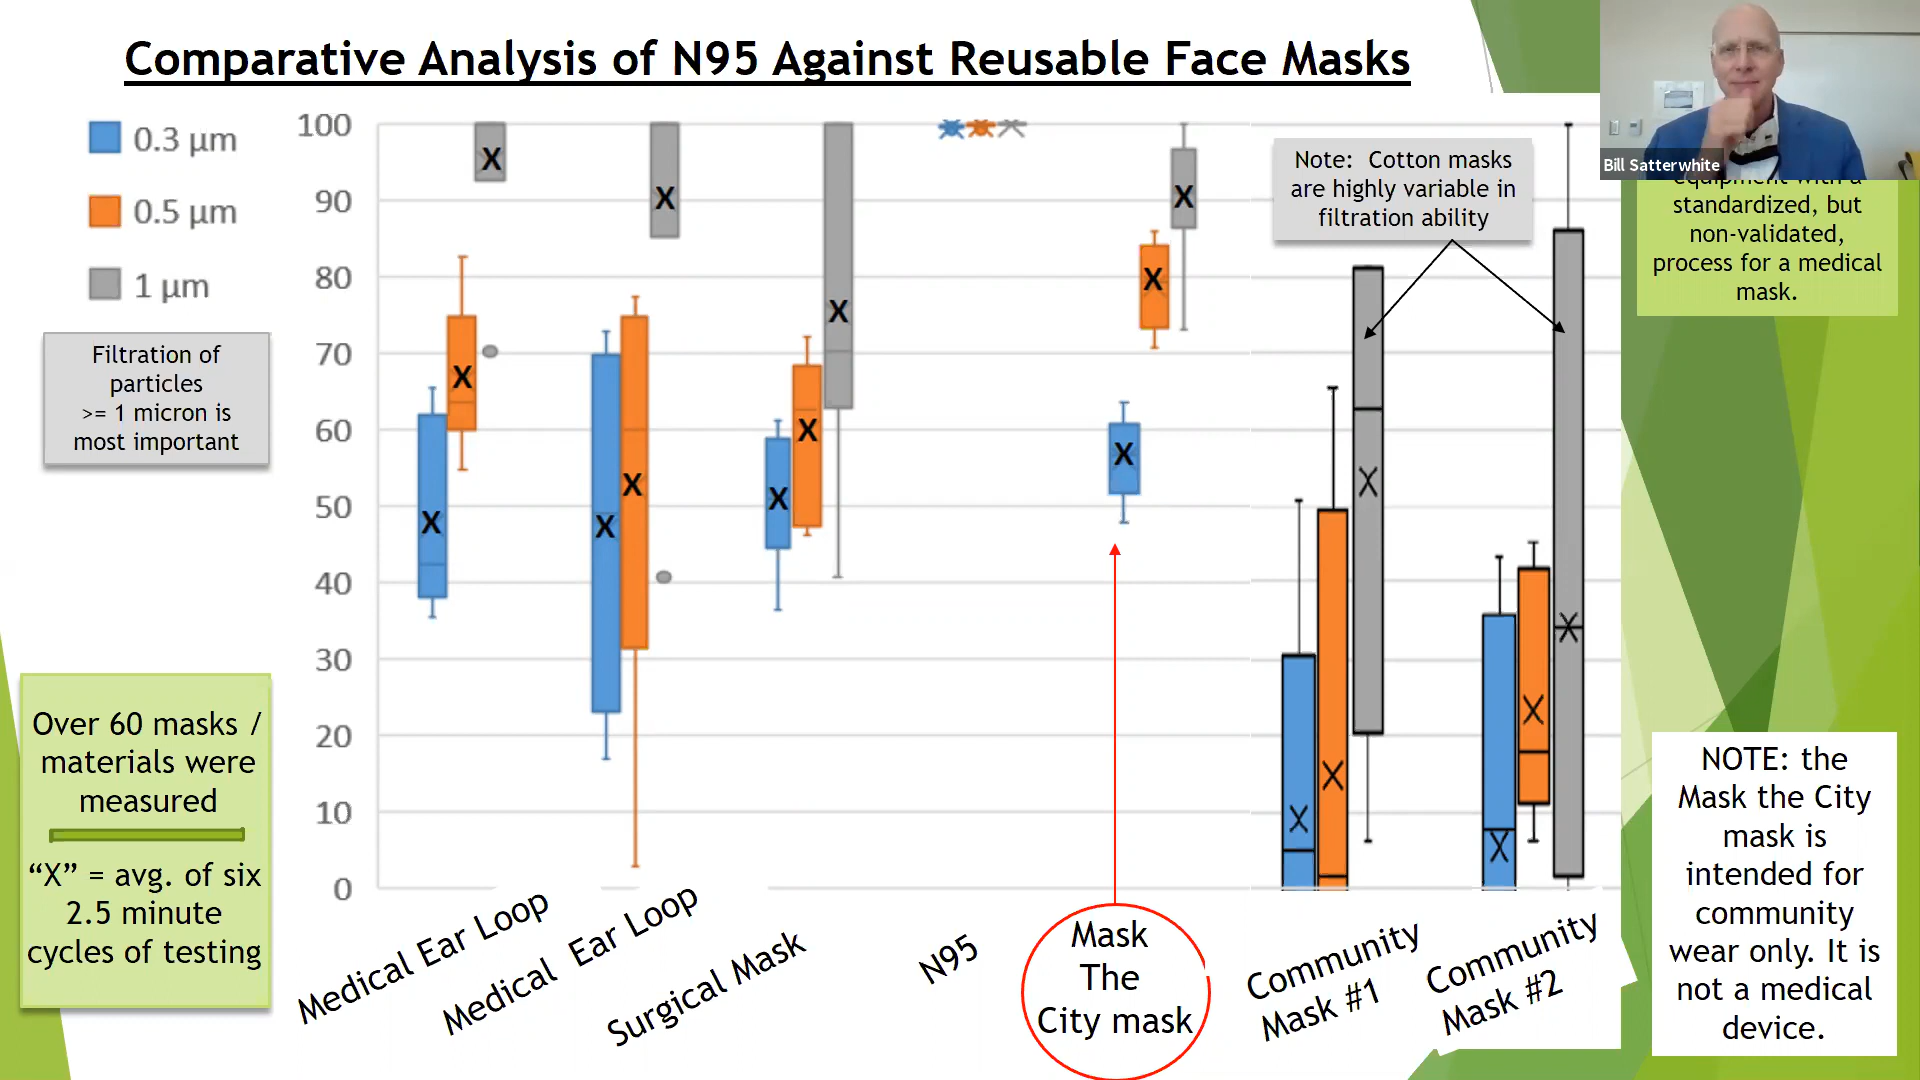 Comparative Analysis of N95 Against Reusable Face Masks
0.3 µm
0.5 µm
1 µm
Filtration of
particles
>= 1 micron is
most important
Over 60 masks /
materials were
measured
“X” = avg. of six
2.5 minute
cycles of testing
100
90
80
70
60
50
40
30
20
10
0
Medical Ear Loop
Medical Ear Loop
Surgical Mask
N95
Mask
The
City mask
Community
Mask #1
Community
Mask #2
Note: Cotton masks
are highly variable in
filtration ability
Bill Satterwhite
equipment with a
standardized, but
non-validated,
process for a medical
mask.
NOTE: the
Mask the City
mask is
intended for
community
wear only. It is
not a medical
device.